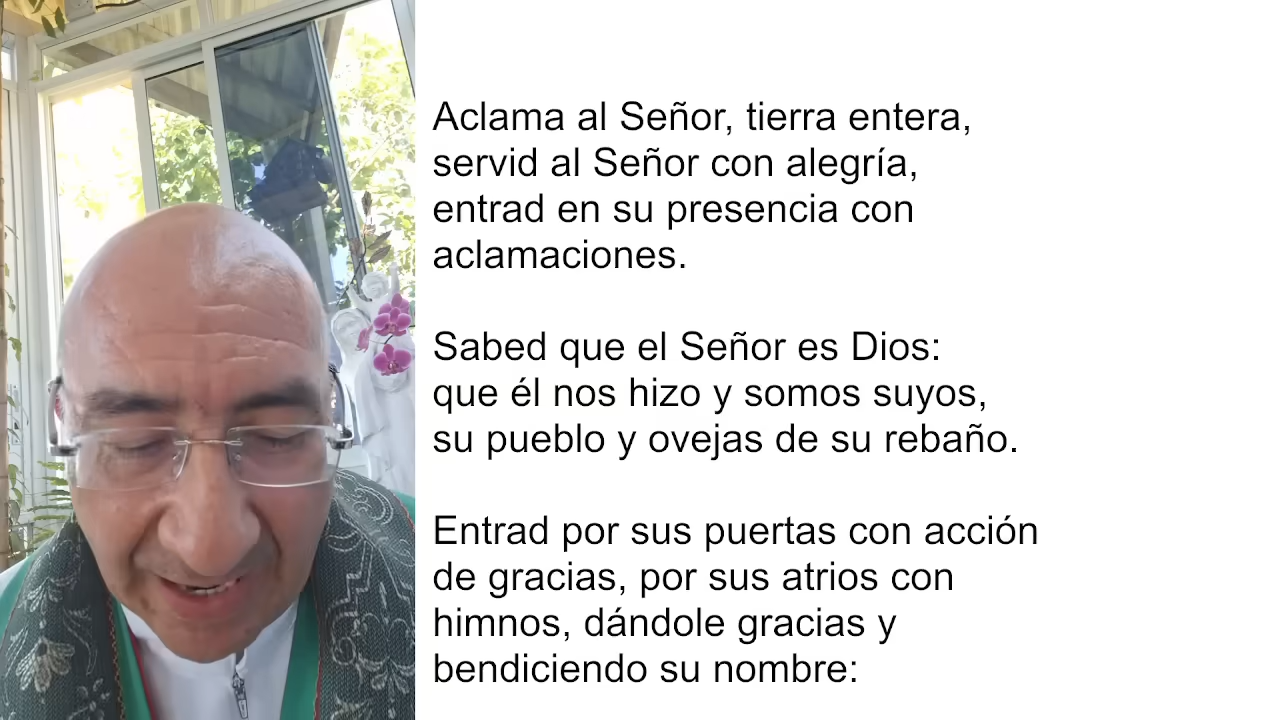 Aclama al Señor, tierra entera,
servid al Señor con alegría,
entrad en su presencia con
aclamaciones.
Sabed que el Señor es Dios:
que él nos hizo y somos suyos,
su pueblo y ovejas de su rebaño.
Entrad por sus puertas con acción
de gracias, por sus atrios con
himnos, dándole gracias y
bendiciendo su nombre: